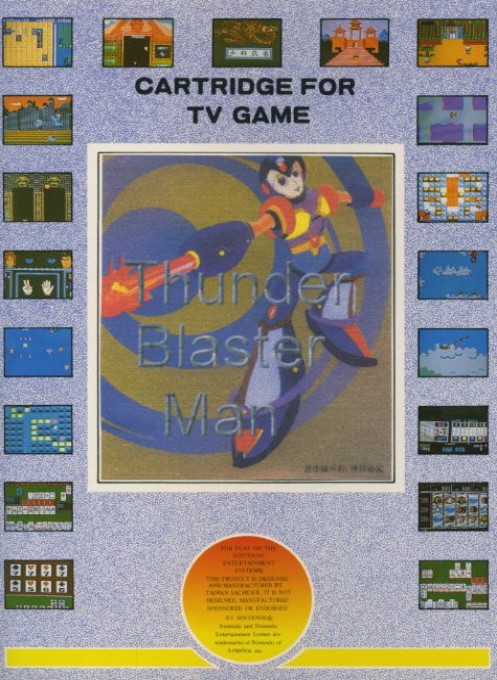 CARTRIDGE FOR
TV GAME
Thunder
Blaster
Man
FOR PLAY ON THE
NINTENDO
ENTERTAINMENT
SYSTEM®
THIS PRODUCT IS DESIGNED
AND MANUFACTURED BY
TAIWAN SACHEN. IT IS NOT
DESIGNED, MANUFACTURED,
SPONSORED OR ENDORSED
BY NINTENDO®
Nintendo and Nintendo
Entertainment System are
trademarks of Nintendo of
America